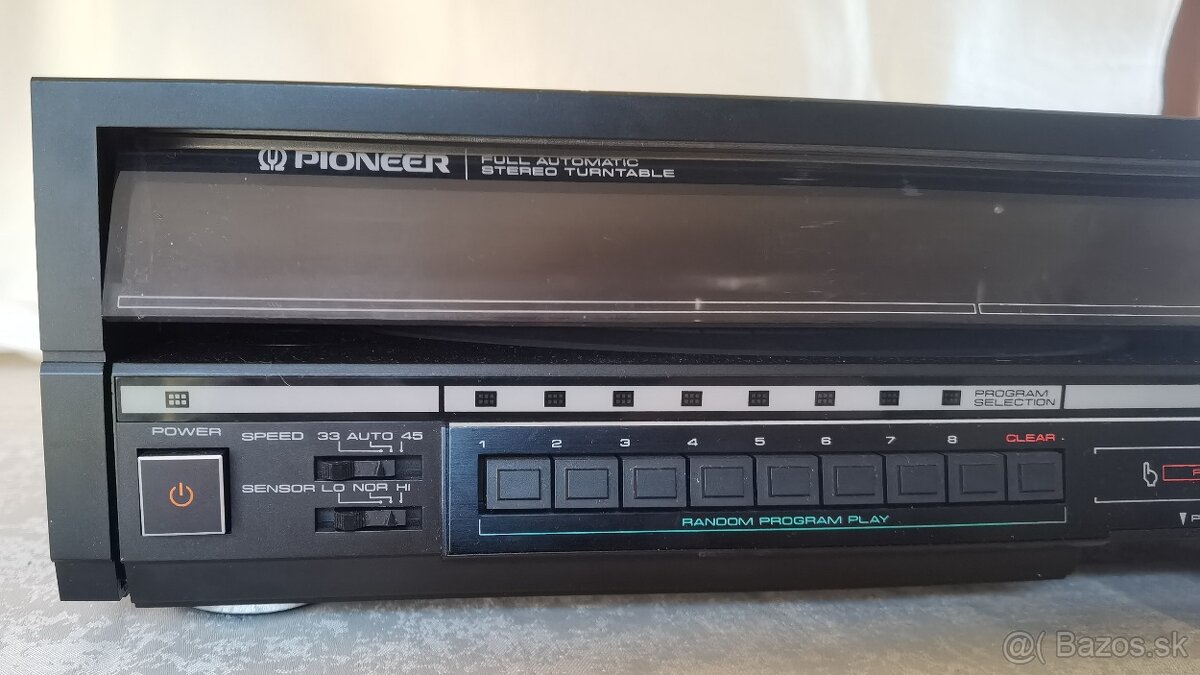 PIONEER
FULL AUTOMATIC
STEREO TURNTABLE
PROGRAM
SELECTION
POWER
SPEED 33 AUTO 45
SENSOR LO NOR HI
1 2 3 4 5 6 7 8 CLEAR
RANDOM PROGRAM PLAY
@( Bazos.sk